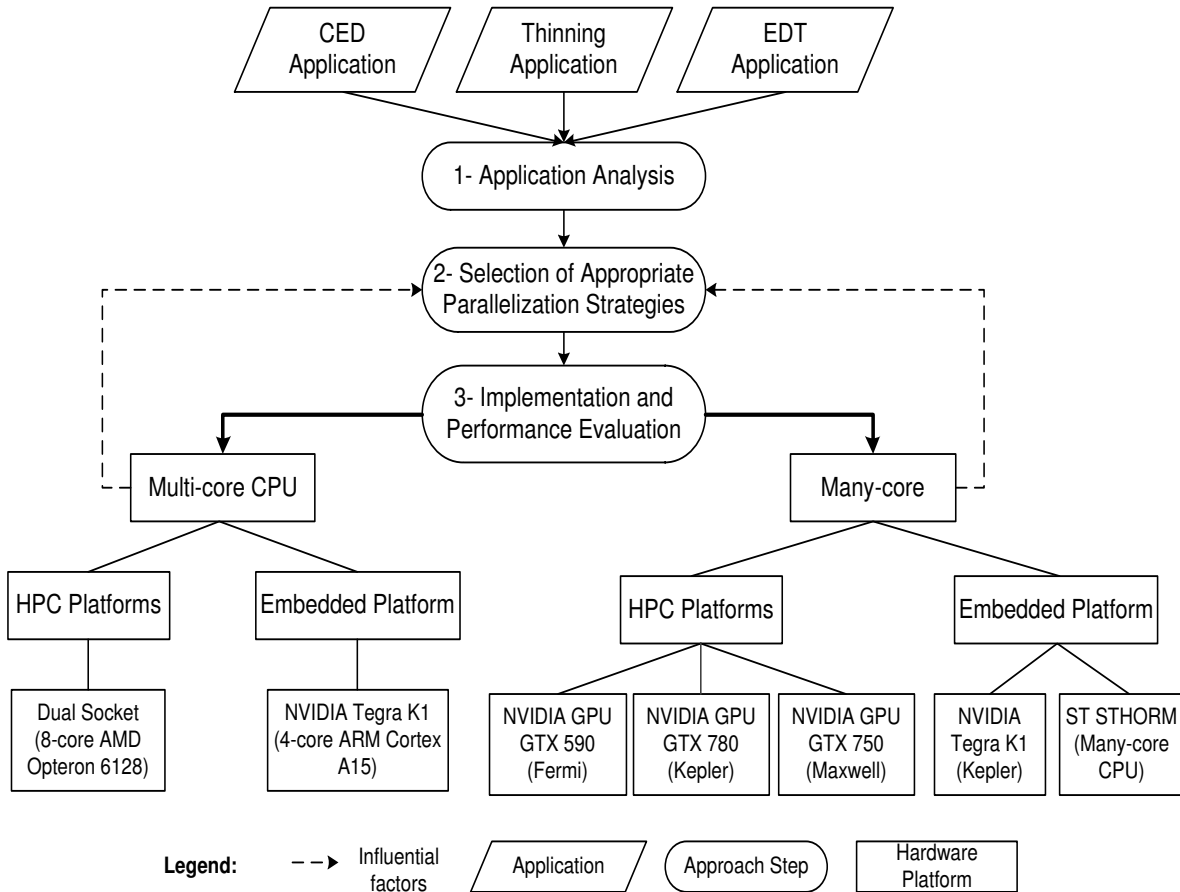 CED
Application
Thinning
Application
EDT
Application
1- Application Analysis
2- Selection of Appropriate
Parallelization Strategies
3- Implementation and
Performance Evaluation
Multi-core CPU
Many-core
HPC Platforms
Embedded Platform
HPC Platforms
Embedded Platform
Dual Socket
(8-core AMD
Opteron 6128)
NVIDIA Tegra K1
(4-core ARM Cortex
A15)
NVIDIA GPU
GTX 590
(Fermi)
NVIDIA GPU
GTX 780
(Kepler)
NVIDIA GPU
GTX 750
(Maxwell)
NVIDIA
Tegra K1
(Kepler)
ST STHORM
(Many-core
CPU)
Legend:
Influential
factors
Application
Approach Step
Hardware
Platform